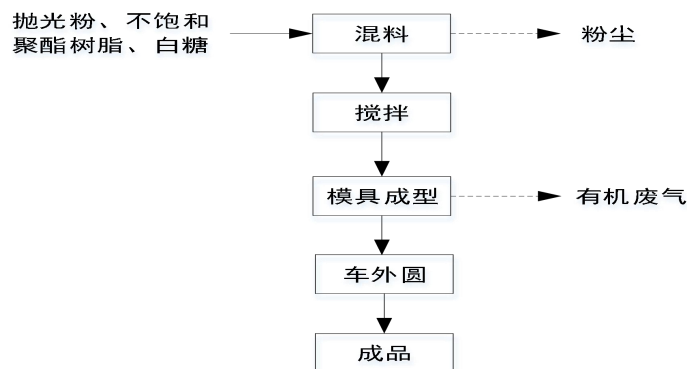 抛光粉、不饱和
聚酯树脂、白糖
混料
粉尘
搅拌
模具成型
有机废气
车外圆
成品